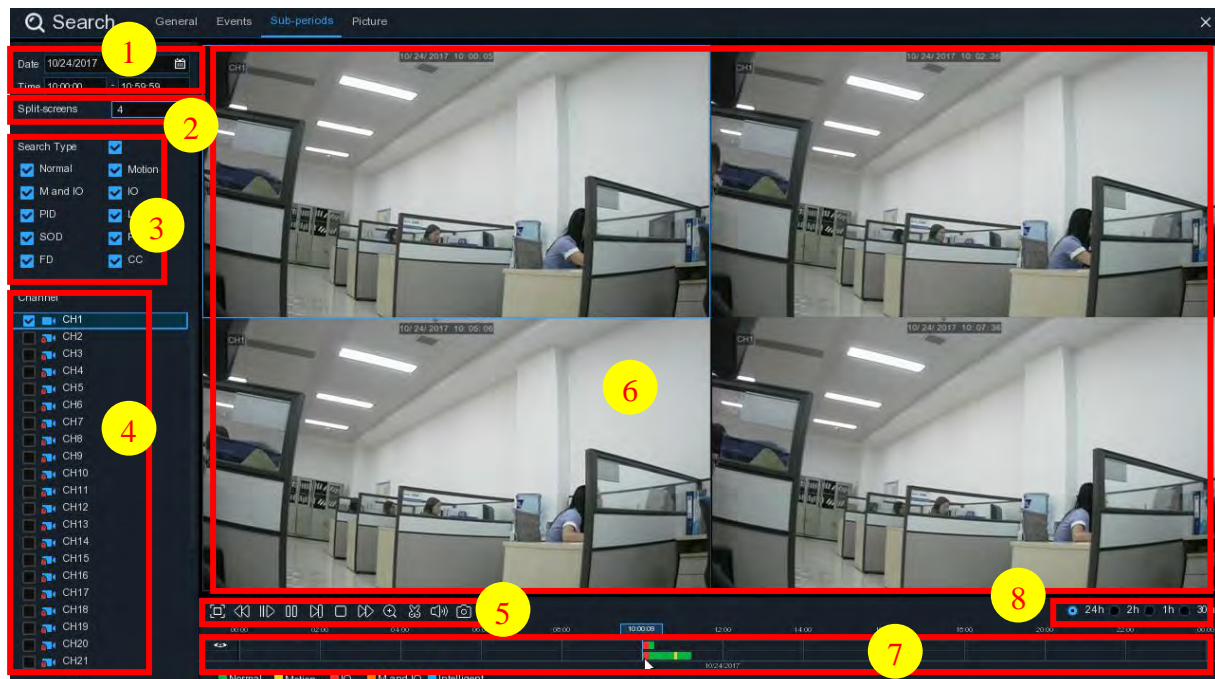 Search General Events Sub-periods Picture
1
Date 10/24/2017
Time 10:00:00 - 10:59:59
Split-screens 4
2
Search Type
Normal Motion
M and IO IO
PID
SOD
FD CC
3
Channel
CH1
CH2
CH3
CH4
CH5
CH6
CH7
CH8
CH9
CH10
CH11
CH12
CH13
CH14
CH15
CH16
CH17
CH18
CH19
CH20
CH21
4
10/24/2017 10:00:05
CH1
10/24/2017 10:02:36
CH1
10/24/2017 10:05:06
CH1
10/24/2017 10:07:36
CH1
6
5
8
24h 2h 1h 30
00:00 02:00 04:00 08:00 10:00:09 12:00 14:00 18:00 20:00 22:00 00:00
7
10/24/2017
Normal Motion IO M and IO Intelligent